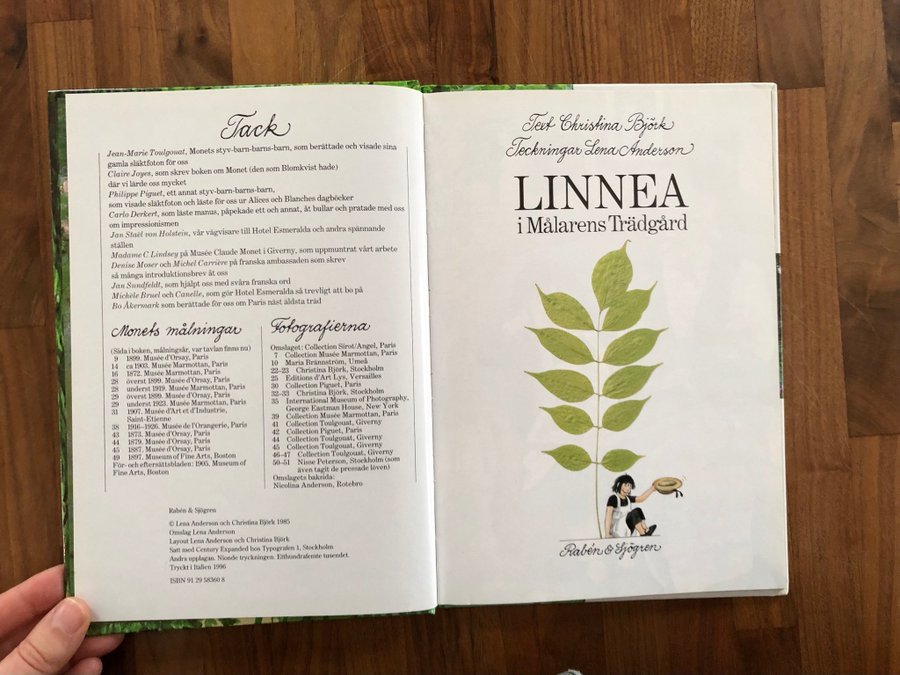 Tack
Jean-Marie Toulgouat, Monets styv-barn-barns-barn, som berättade och visade sina
gamla släktfoton för oss
Claire Joyes, som skrev boken om Monet (den som Blomkvist hade)
där vi lärde oss mycket
Philippe Piguet, ett annat styv-barn-barns-barn,
som visade släktfoton och läste för oss ur Alices och Blanches dagböcker
Carlo Derkert, som läste manus, påpekade ett och annat, åt bullar och pratade med oss
om impressionismen
Jan Staël von Holstein, vår vägvisare till Hotel Esmeralda och andra spännande
ställen
Madame C. Lindsey på Musée Claude Monet i Giverny, som uppmuntrat vårt arbete
Denise Moser och Michel Carrière på franska ambassaden som skrev
så många introduktionsbrev åt oss
Jan Sundfeldt, som hjälpt oss med svåra franska ord
Michèle Bruel och Canelle, som gör Hotel Esmeralda så trevligt att bo på
Bo Åkermark som berättade för oss om Paris näst äldsta träd
Monets målningar
(Sida i boken, målningsår, var tavlan finns nu)
9 1899. Musée d'Orsay, Paris
14 ca 1903. Musée Marmottan, Paris
16 1872. Musée Marmottan, Paris
28 överst 1899. Musée d'Orsay, Paris
28 underst 1919. Musée Marmottan, Paris
29 överst 1899. Musée d'Orsay, Paris
29 underst 1923. Musée Marmottan, Paris
31 1907. Musée d'Art et d'Industrie,
Saint-Etienne
38 1916–1926. Musée de l'Orangerie, Paris
43 1873. Musée d'Orsay, Paris
44 1879. Musée d'Orsay, Paris
45 1887. Musée d'Orsay, Paris
49 1897. Museum of Fine Arts, Boston
För- och eftersättsbladen: 1905, Museum of
Fine Arts, Boston
Fotografierna
Omslaget: Collection Sirot/Angel, Paris
7 Collection Musée Marmottan, Paris
10 Maria Brännström, Umeå
22–23 Christina Björk, Stockholm
25 Editions d'Art Lys, Versailles
30 Collection Piguet, Paris
32–33 Christina Björk, Stockholm
35 International Museum of Photography,
George Eastman House, New York
39 Collection Musée Marmottan, Paris
41 Collection Toulgouat, Giverny
42 Collection Piguet, Paris
44 Collection Toulgouat, Giverny
45 Collection Toulgouat, Giverny
46–47 Collection Toulgouat, Giverny
50–51 Nisse Peterson, Stockholm (som
även tagit de pressade löven)
Omslagets baksida:
Nicolina Anderson, Rotebro
Rabén & Sjögren
© Lena Anderson och Christina Björk 1985
Omslag Lena Anderson
Layout Lena Anderson och Christina Björk
Satt med Century Expanded hos Typografen 1, Stockholm
Andra upplagan. Nionde tryckningen. Etthundrafemte tusendet.
Tryckt i Italien 1996
ISBN 91 29 58360 8
Text Christina Björk
Teckningar Lena Anderson
LINNEA
i Målarens Trädgård
Rabén & Sjögren